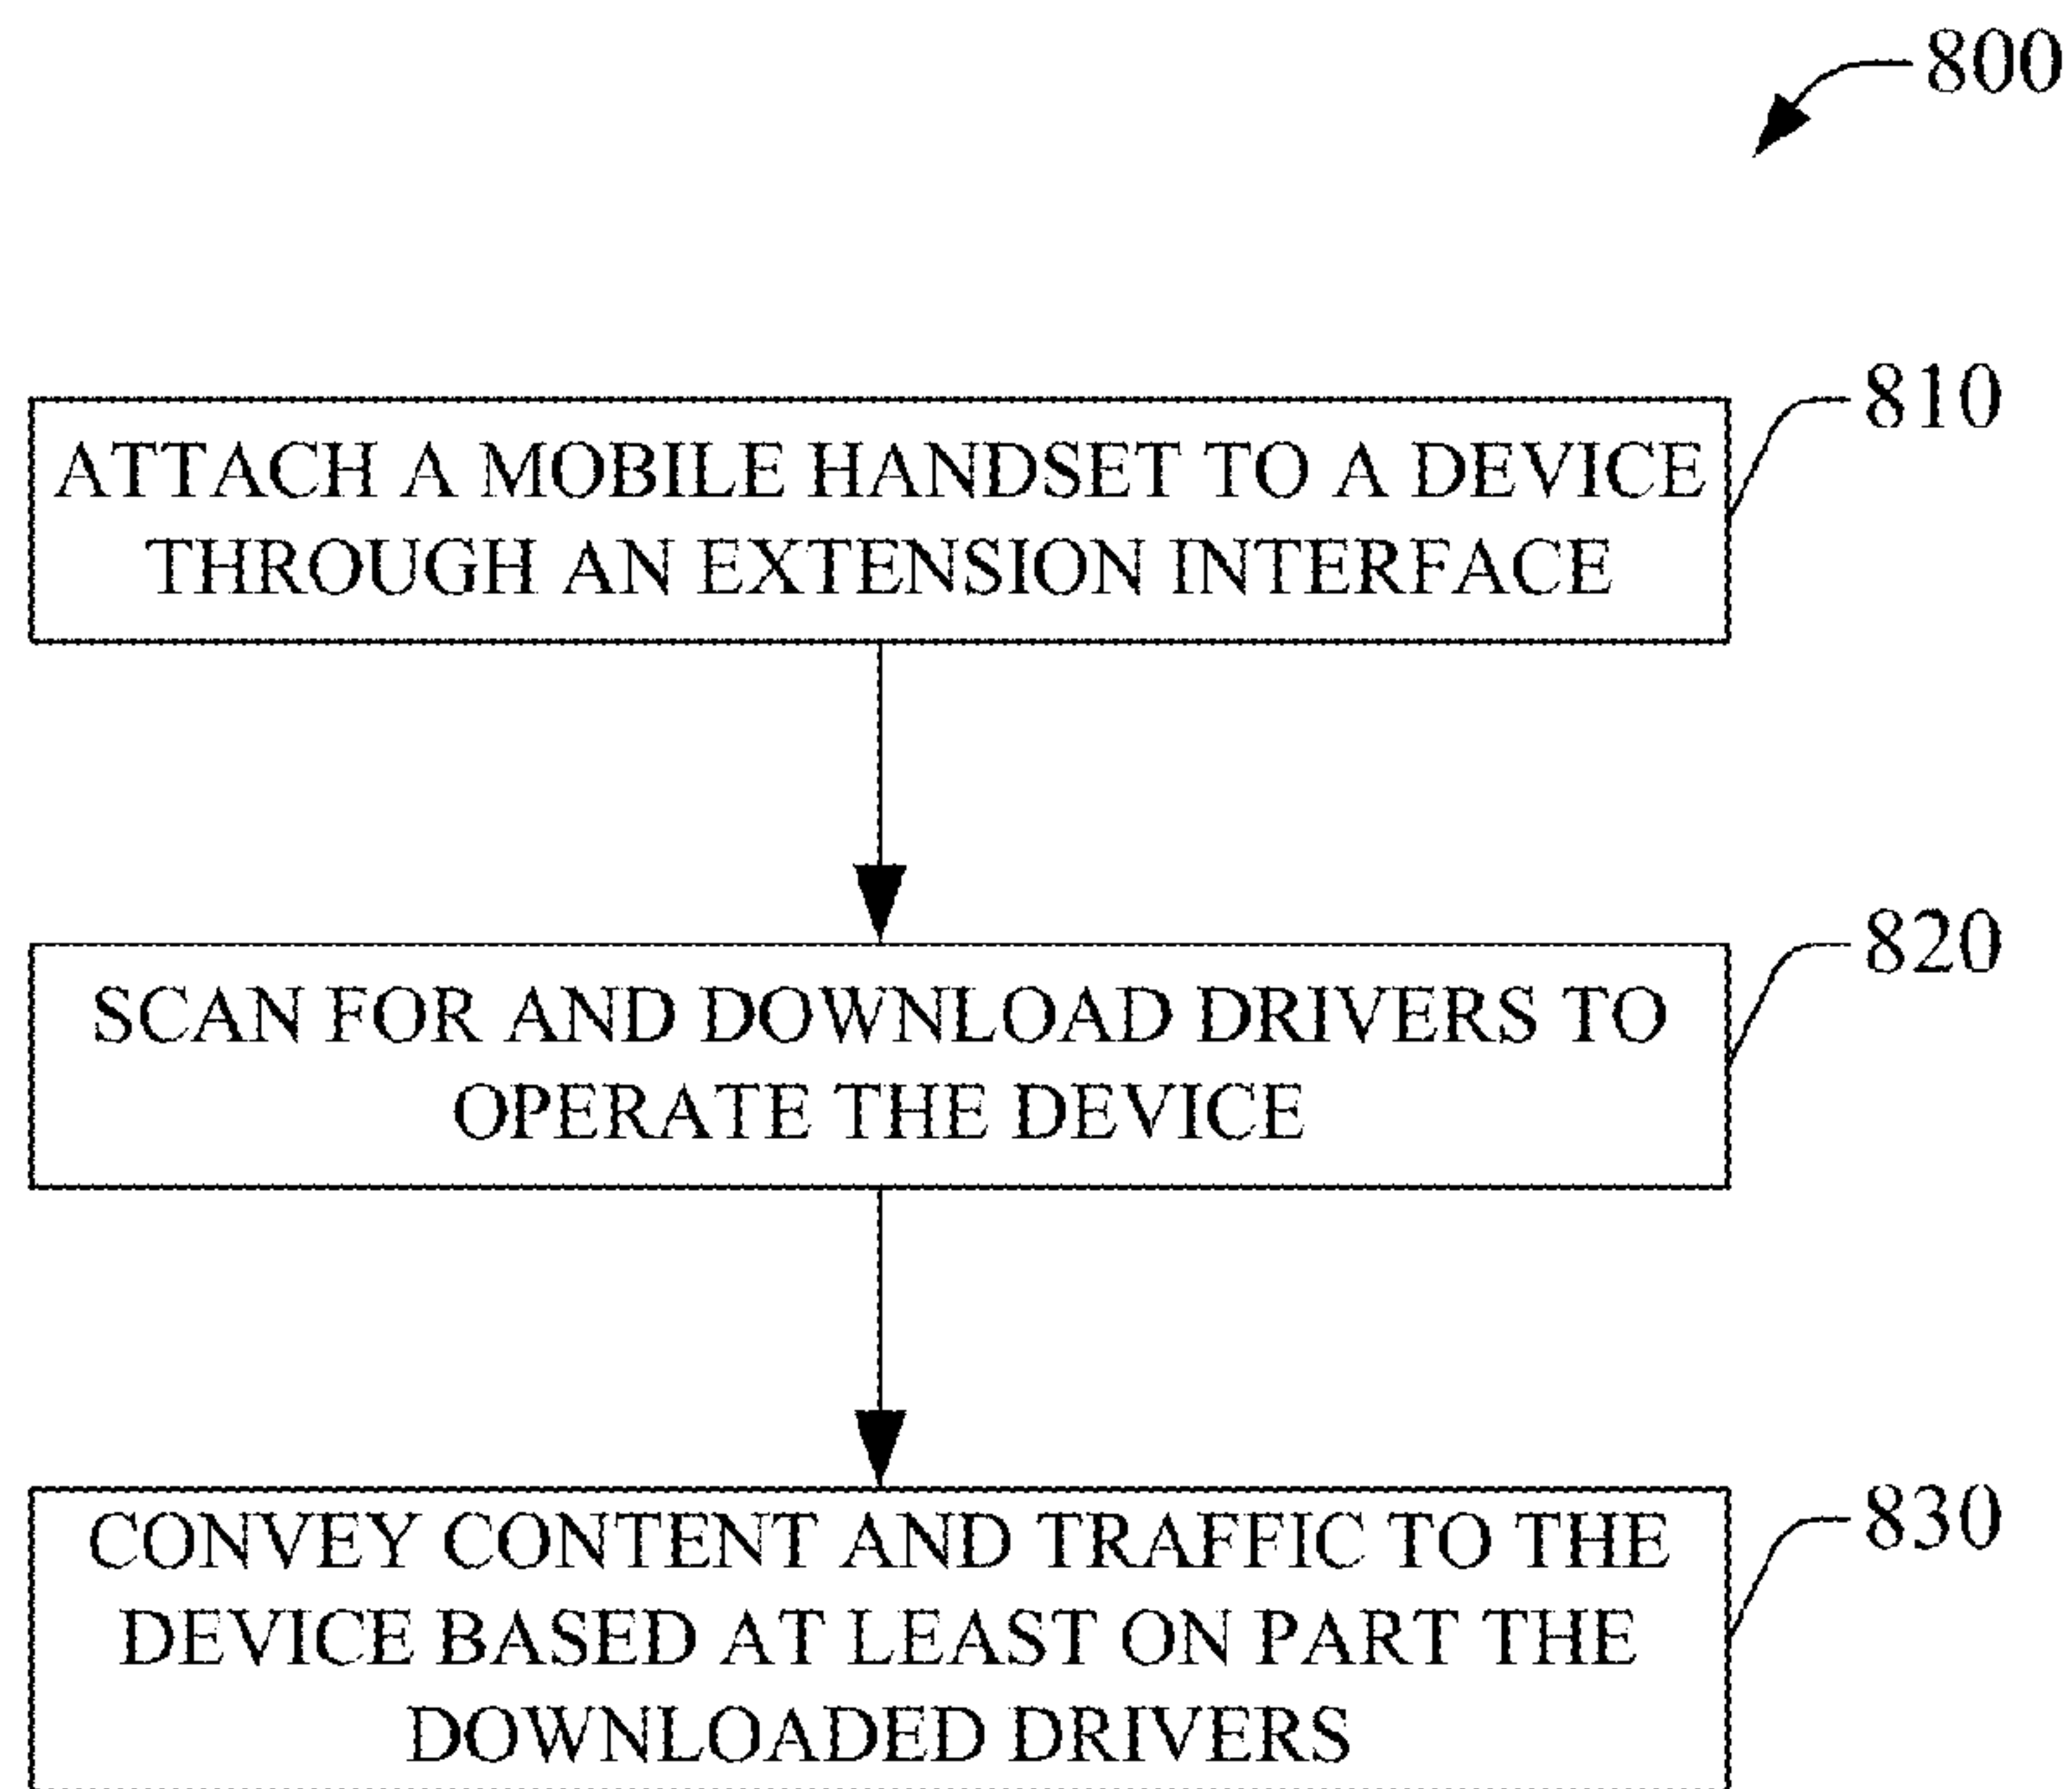 800
810
ATTACH A MOBILE HANDSET TO A DEVICE
THROUGH AN EXTENSION INTERFACE
820
SCAN FOR AND DOWNLOAD DRIVERS TO
OPERATE THE DEVICE
830
CONVEY CONTENT AND TRAFFIC TO THE
DEVICE BASED AT LEAST ON PART THE
DOWNLOADED DRIVERS